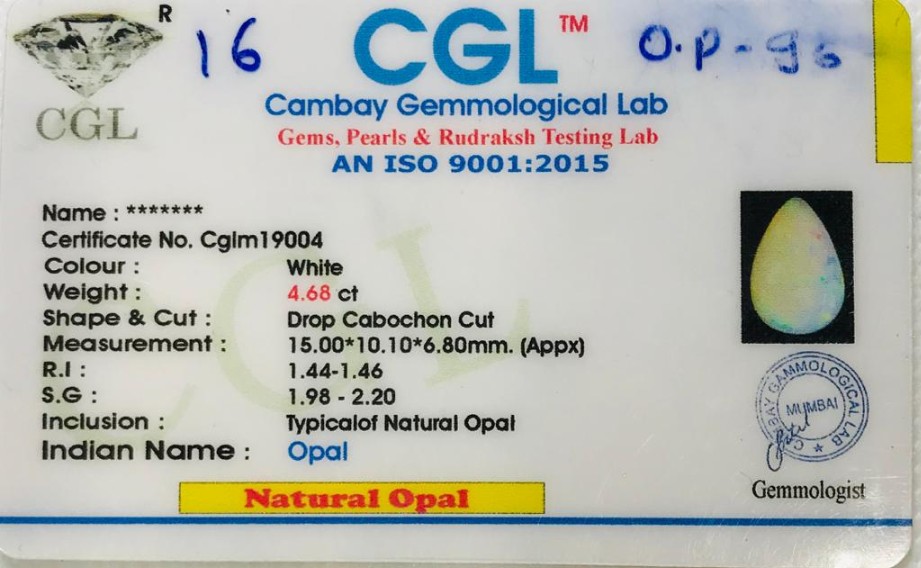 R
16
CGL™
O.P-98
CGL
Cambay Gemmological Lab
Gems, Pearls & Rudraksh Testing Lab
AN ISO 9001:2015
Name : *******
Certificate No. Cglm19004
Colour : White
Weight : 4.68 ct
Shape & Cut : Drop Cabochon Cut
Measurement : 15.00*10.10*6.80mm. (Appx)
R.I : 1.44-1.46
S.G : 1.98 - 2.20
Inclusion : Typicalof Natural Opal
Indian Name : Opal
Natural Opal
CAMBAY GAMMOLOGICAL LAB
MUMBAI
Gemmologist
CGL